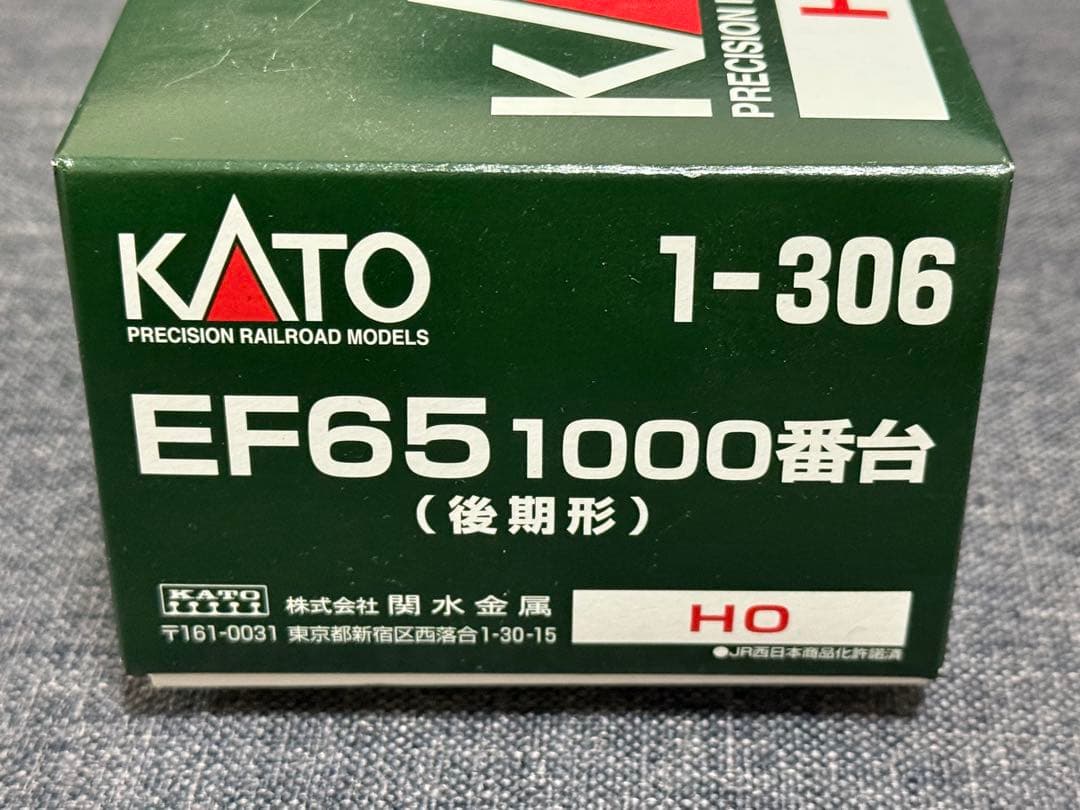 KATO
PRECISION
H
KATO
PRECISION RAILROAD MODELS
1-306
EF65 1000番台
(後期形)
KATO
株式会社 関水金属
〒161-0031 東京都新宿区西落合1-30-15
HO
●JR西日本商品化許諾済